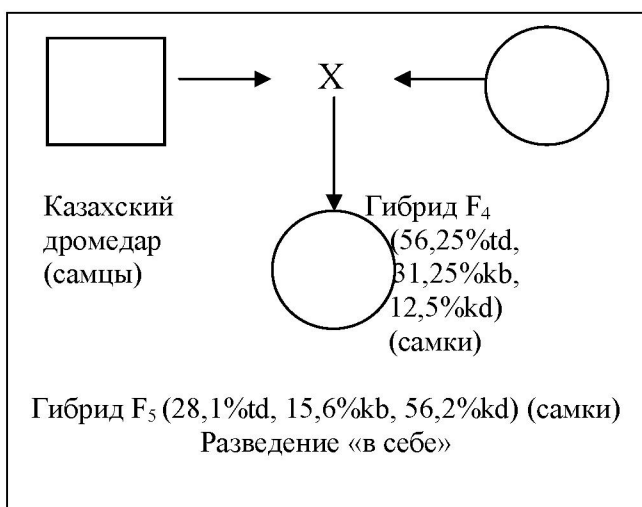 X
Казахский
дромедар
(самцы)
Гибрид F₄
(56,25%td,
31,25%kb,
12,5%kd)
(самки)
Гибрид F₅ (28,1%td, 15,6%kb, 56,2%kd) (самки)
Разведение «в себе»